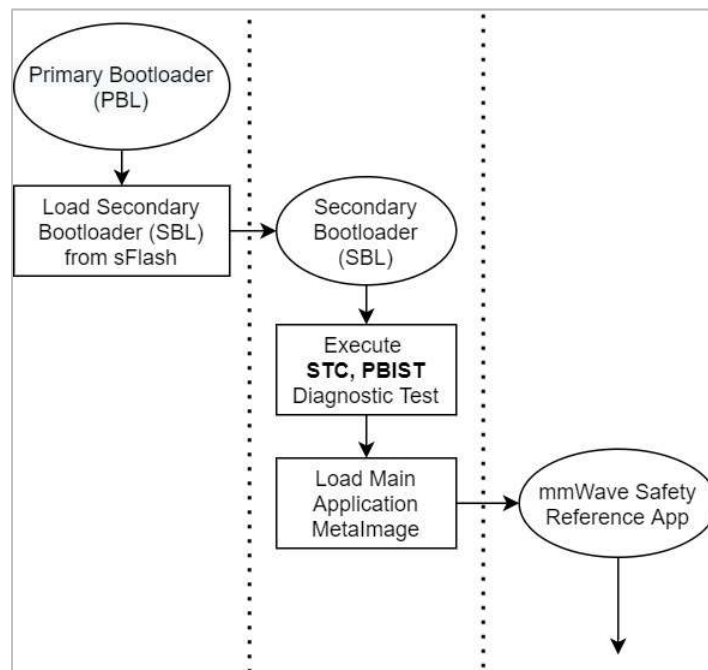 Primary Bootloader
(PBL)
Load Secondary
Bootloader (SBL)
from sFlash
Secondary
Bootloader
(SBL)
Execute
STC, PBIST
Diagnostic Test
Load Main
Application
MetaImage
mmWave Safety
Reference App